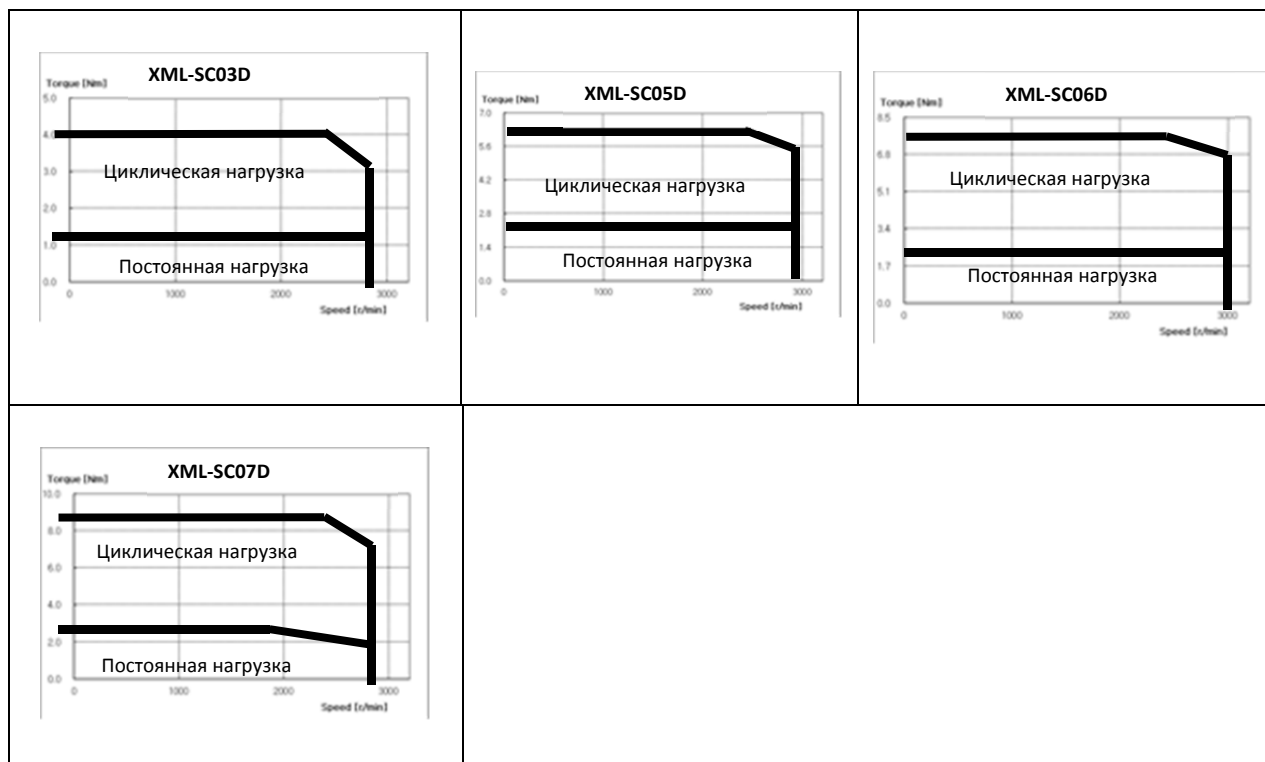 XML-SC03D
Torque [Nm]
5.0
4.0
Циклическая нагрузка
3.0
2.0
1.0
Постоянная нагрузка
0.0
0 1000 2000 3000
Speed [r/min]
XML-SC05D
Torque [Nm]
7.0
5.6
Циклическая нагрузка
4.2
2.8
1.4
Постоянная нагрузка
0.0
0 1000 2000 3000
Speed [r/min]
XML-SC06D
Torque [Nm]
8.5
6.8
Циклическая нагрузка
5.1
3.4
1.7
Постоянная нагрузка
0.0
0 1000 2000 3000
Speed [r/min]
XML-SC07D
Torque [Nm]
10.0
8.0
Циклическая нагрузка
6.0
4.0
2.0
Постоянная нагрузка
0.0
0 1000 2000 3000
Speed [r/min]